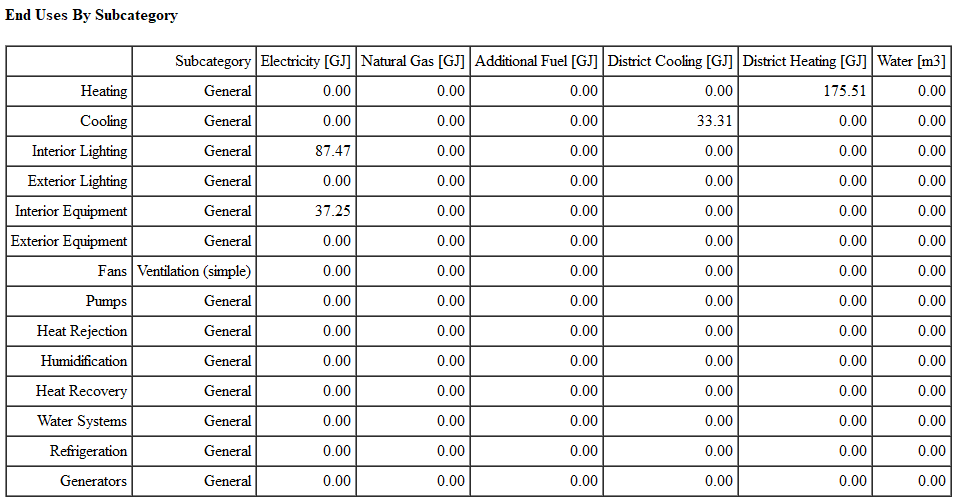 End Uses By Subcategory
Subcategory Electricity [GJ] Natural Gas [GJ] Additional Fuel [GJ] District Cooling [GJ] District Heating [GJ] Water [m3]
Heating General 0.00 0.00 0.00 0.00 175.51 0.00
Cooling General 0.00 0.00 0.00 33.31 0.00 0.00
Interior Lighting General 87.47 0.00 0.00 0.00 0.00 0.00
Exterior Lighting General 0.00 0.00 0.00 0.00 0.00 0.00
Interior Equipment General 37.25 0.00 0.00 0.00 0.00 0.00
Exterior Equipment General 0.00 0.00 0.00 0.00 0.00 0.00
Fans Ventilation (simple) 0.00 0.00 0.00 0.00 0.00 0.00
Pumps General 0.00 0.00 0.00 0.00 0.00 0.00
Heat Rejection General 0.00 0.00 0.00 0.00 0.00 0.00
Humidification General 0.00 0.00 0.00 0.00 0.00 0.00
Heat Recovery General 0.00 0.00 0.00 0.00 0.00 0.00
Water Systems General 0.00 0.00 0.00 0.00 0.00 0.00
Refrigeration General 0.00 0.00 0.00 0.00 0.00 0.00
Generators General 0.00 0.00 0.00 0.00 0.00 0.00